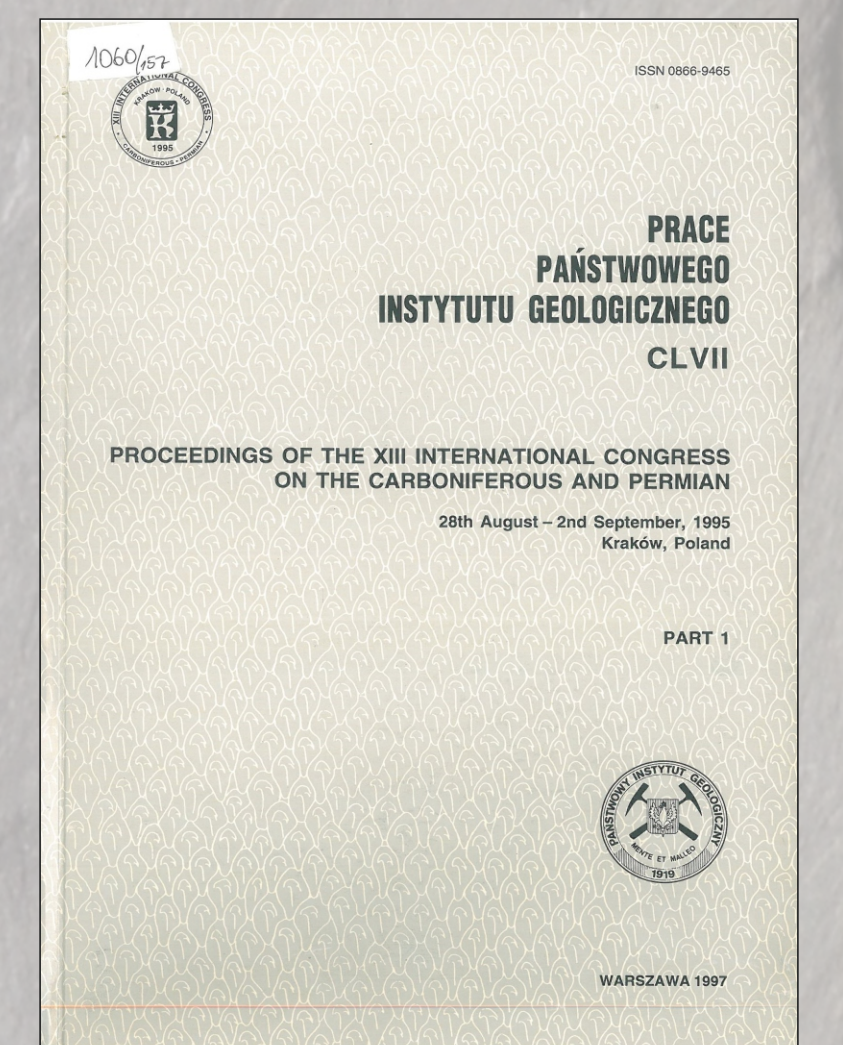 1060/157
ISSN 0866-9465
XIII INTERNATIONAL CONGRESS
KRAKÓW · POLAND
1995
CARBONIFEROUS · PERMIAN
PRACE
PAŃSTWOWEGO
INSTYTUTU GEOLOGICZNEGO
CLVII
PROCEEDINGS OF THE XIII INTERNATIONAL CONGRESS
ON THE CARBONIFEROUS AND PERMIAN
28th August – 2nd September, 1995
Kraków, Poland
PART 1
PAŃSTWOWY INSTYTUT GEOLOGICZNY
MENTE ET MALLEO
1919
WARSZAWA 1997